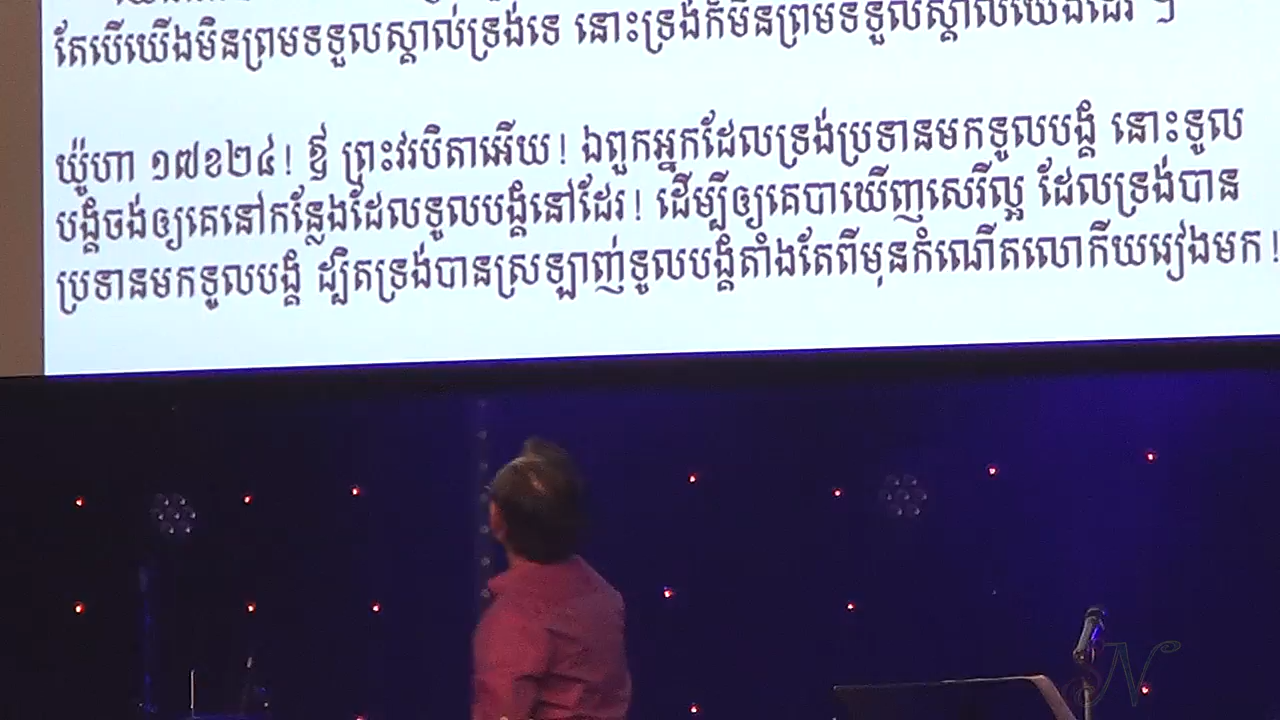 តែបើយើងមិនព្រមទទួលស្គាល់ទ្រង់ទេ នោះទ្រង់ក៏មិនព្រមទទួលស្គាល់យើងដែរ ។
យ៉ូហា ១៧ខ២៤! ឱ ព្រះវរបិតាអើយ! ឯពួកអ្នកដែលទ្រង់ប្រទានមកទូលបង្គំ នោះទូល
បង្គំចង់ឲ្យគេនៅកន្លែងដែលទូលបង្គំនៅដែរ! ដើម្បីឲ្យគេបាឃើញសេរីល្អ ដែលទ្រង់បាន
ប្រទានមកទូលបង្គំ ដ្បិតទ្រង់បានស្រឡាញ់ទូលបង្គំតាំងតែពីមុនកំណើតលោកីយរៀងមក!
N